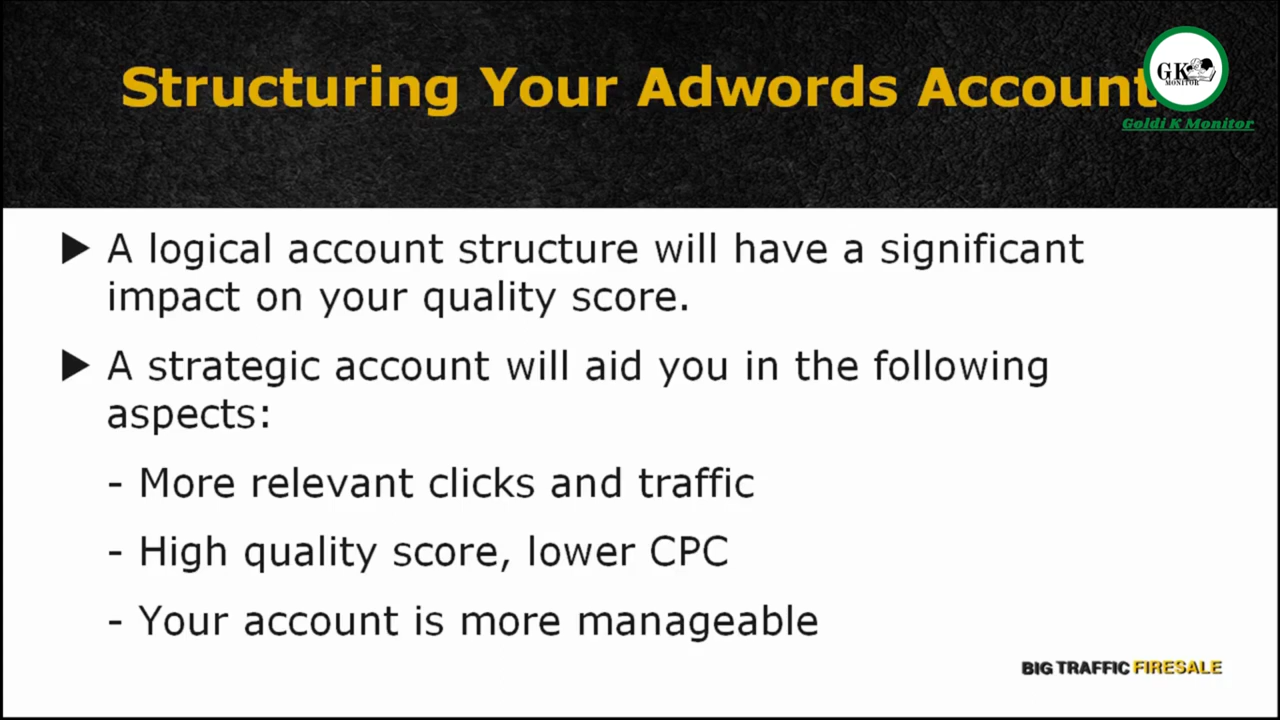 Structuring Your Adwords Account
GK
MONITOR
Goldi K Monitor
▶ A logical account structure will have a significant
impact on your quality score.
▶ A strategic account will aid you in the following
aspects:
- More relevant clicks and traffic
- High quality score, lower CPC
- Your account is more manageable
BIG TRAFFIC FIRESALE